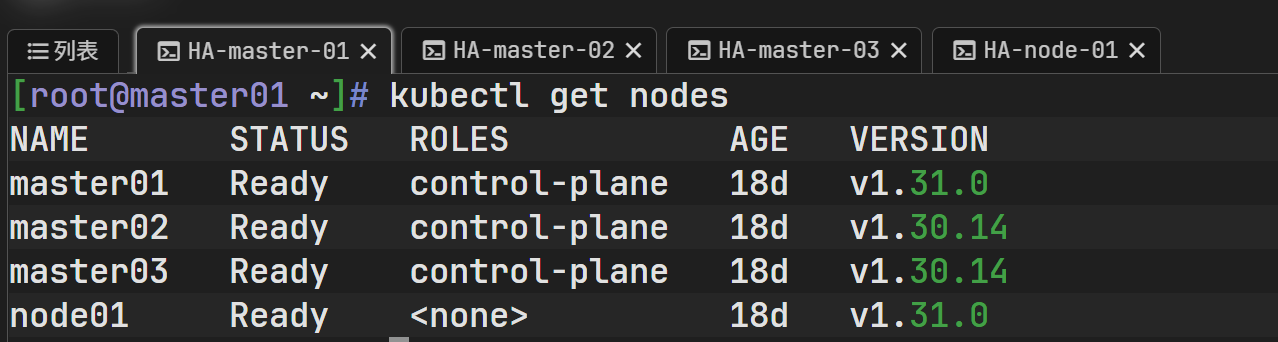 列表 HA-master-01 HA-master-02 HA-master-03 HA-node-01
[root@master01 ~]# kubectl get nodes
NAME STATUS ROLES AGE VERSION
master01 Ready control-plane 18d v1.31.0
master02 Ready control-plane 18d v1.30.14
master03 Ready control-plane 18d v1.30.14
node01 Ready <none> 18d v1.31.0